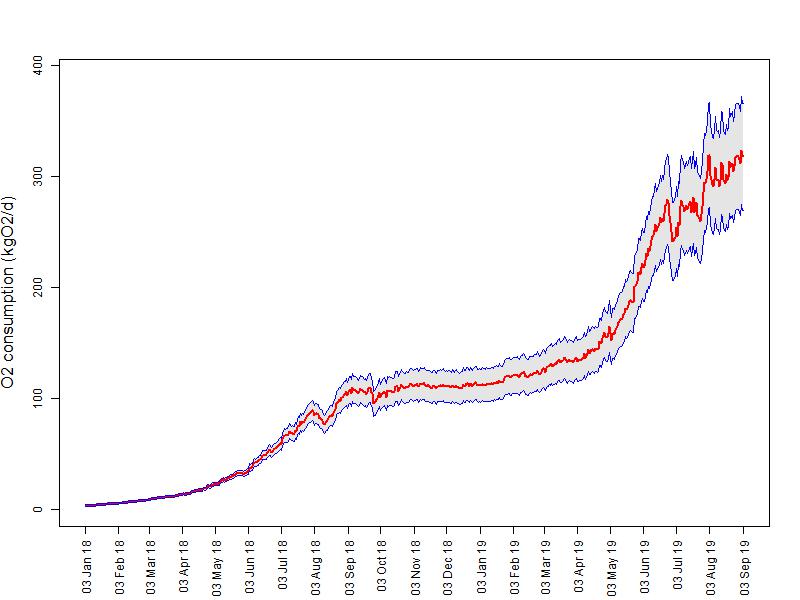 O2 consumption (kgO2/d)
400
300
200
100
0
03 Jan 18
03 Feb 18
03 Mar 18
03 Apr 18
03 May 18
03 Jun 18
03 Jul 18
03 Aug 18
03 Sep 18
03 Oct 18
03 Nov 18
03 Dec 18
03 Jan 19
03 Feb 19
03 Mar 19
03 Apr 19
03 May 19
03 Jun 19
03 Jul 19
03 Aug 19
03 Sep 19